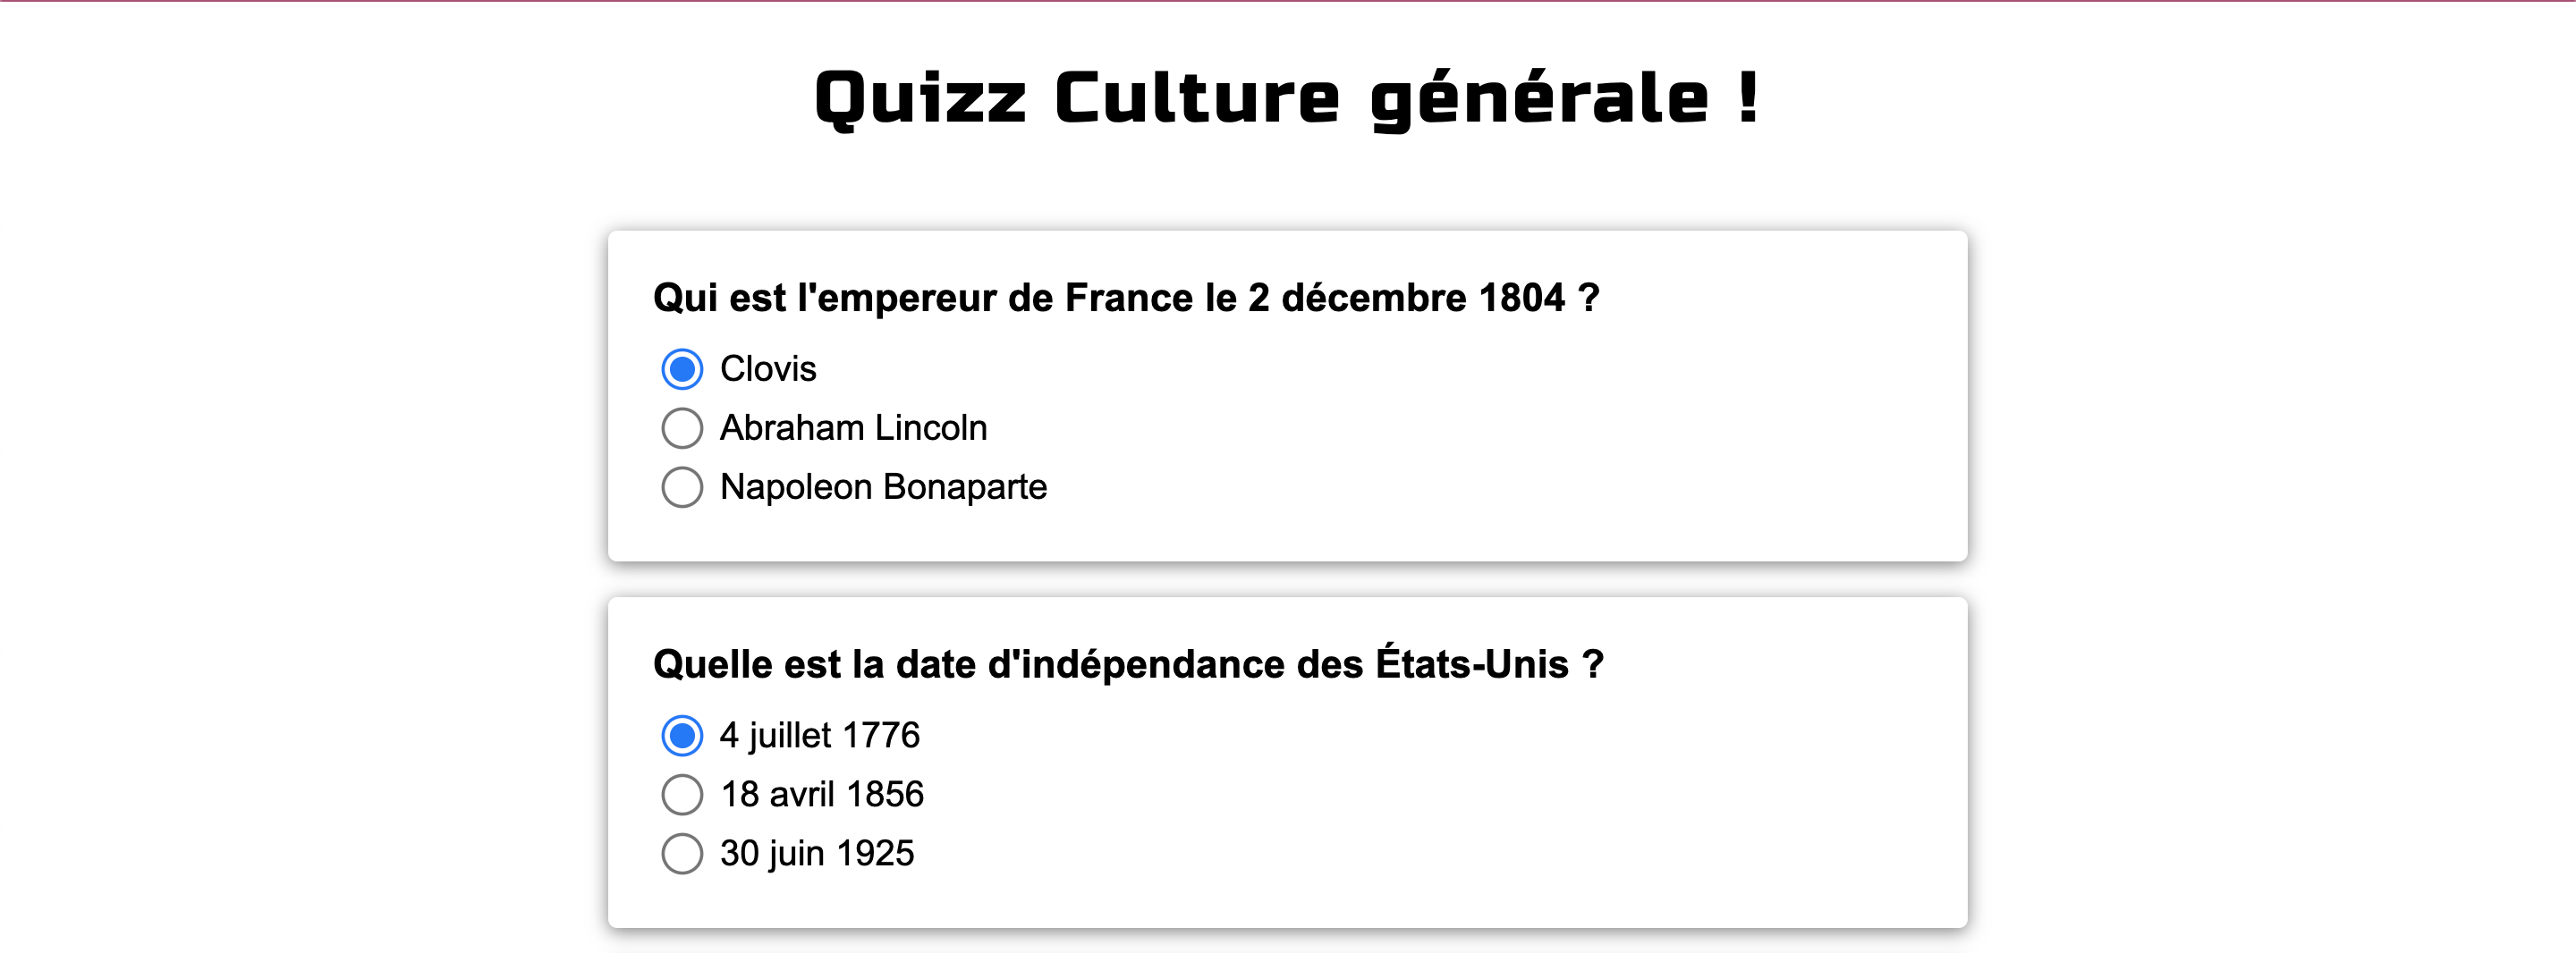 Quizz Culture générale !
Qui est l'empereur de France le 2 décembre 1804 ?
Clovis
Abraham Lincoln
Napoleon Bonaparte
Quelle est la date d'indépendance des États-Unis ?
4 juillet 1776
18 avril 1856
30 juin 1925